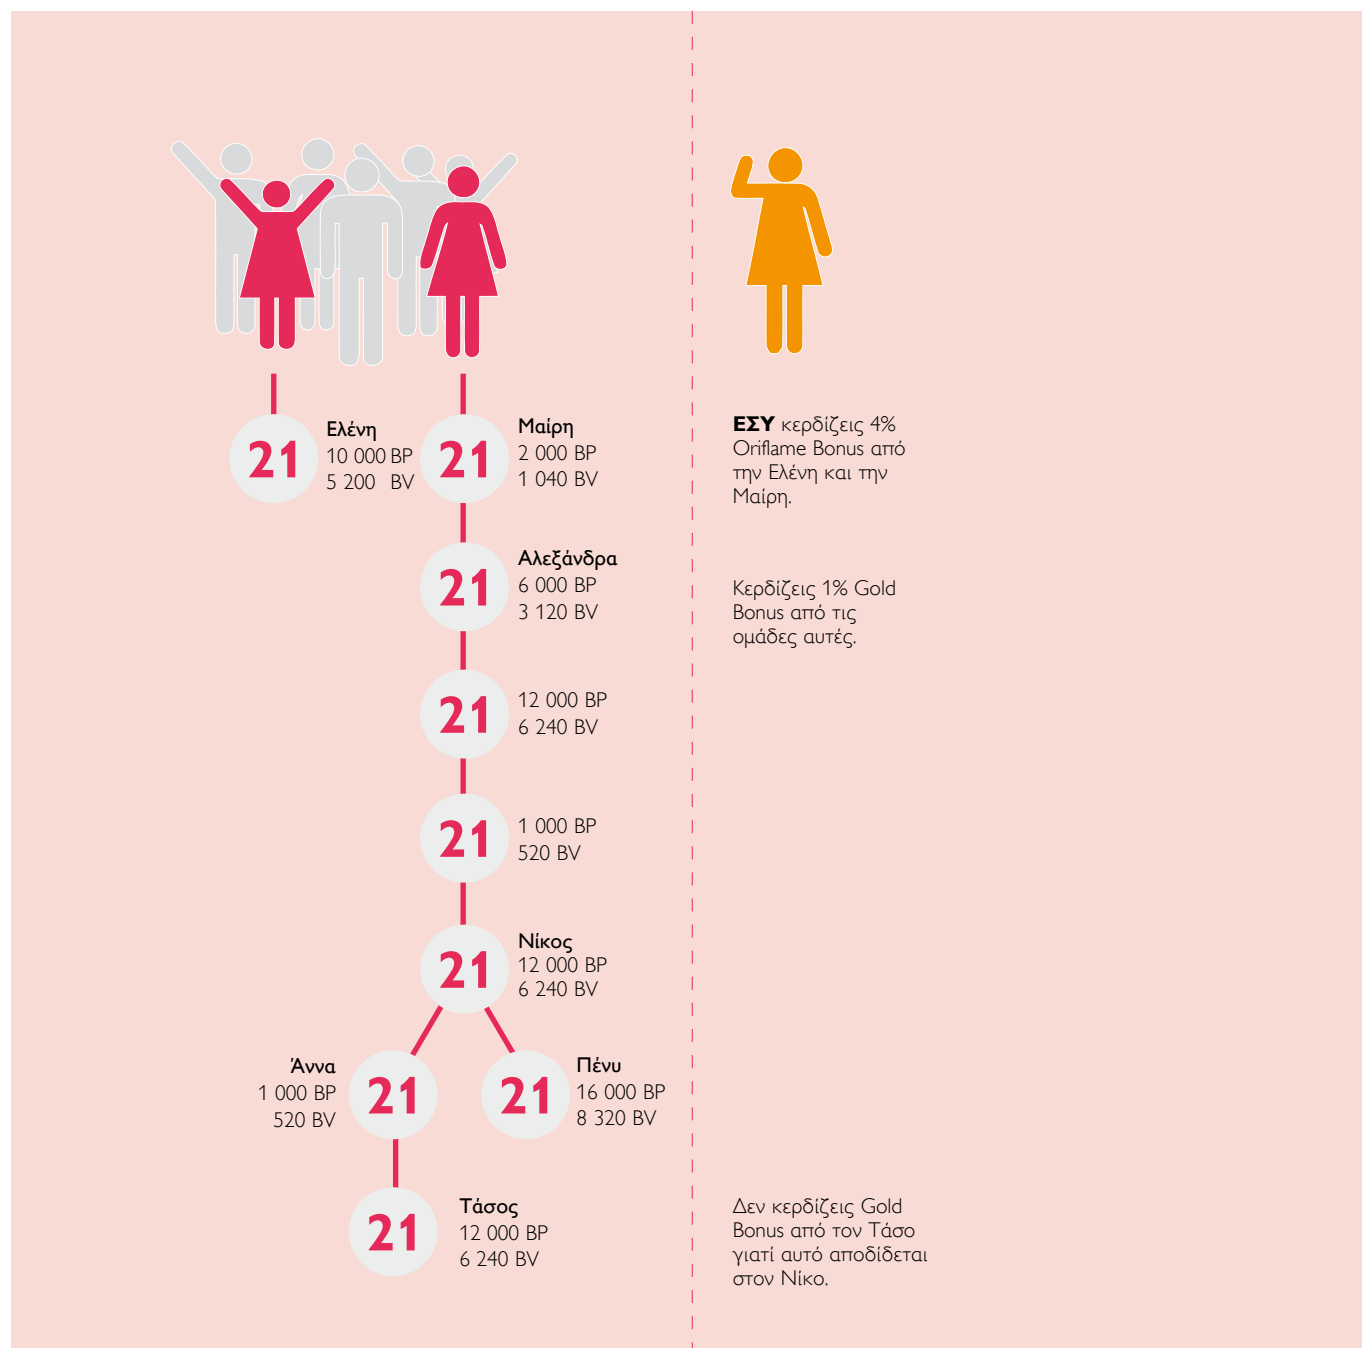 21
Ελένη
10 000 BP
5 200 BV
21
Μαίρη
2 000 BP
1 040 BV
ΕΣΥ κερδίζεις 4%
Oriflame Bonus από
την Ελένη και την
Μαίρη.
21
Αλεξάνδρα
6 000 BP
3 120 BV
Κερδίζεις 1% Gold
Bonus από τις
ομάδες αυτές.
21
12 000 BP
6 240 BV
21
1 000 BP
520 BV
21
Νίκος
12 000 BP
6 240 BV
Άννα
1 000 BP
520 BV
21
21
Πένυ
16 000 BP
8 320 BV
21
Τάσος
12 000 BP
6 240 BV
Δεν κερδίζεις Gold
Bonus από τον Τάσο
γιατί αυτό αποδίδεται
στον Νίκο.